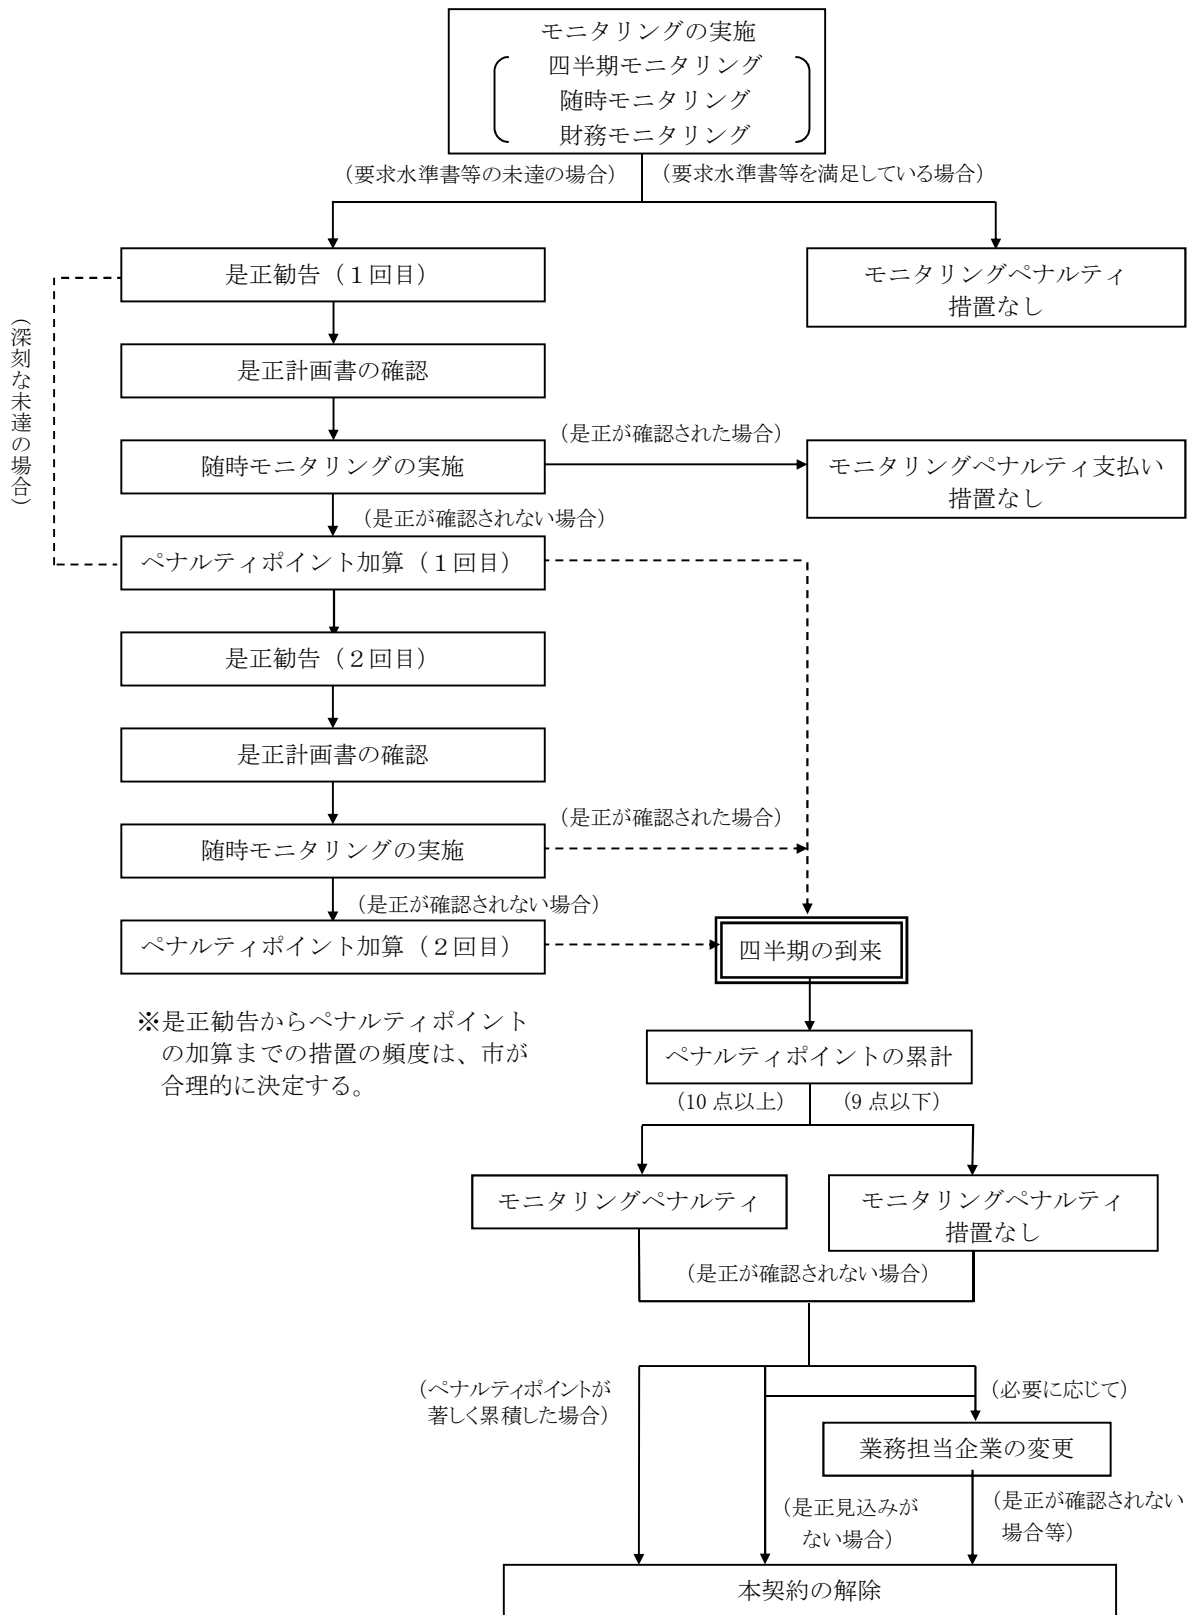 モニタリングの実施
四半期モニタリング
随時モニタリング
財務モニタリング
（要求水準書等の未達の場合）
（要求水準書等を満足している場合）
是正勧告（１回目）
モニタリングペナルティ
措置なし
（深刻な未達の場合）
是正計画書の確認
（是正が確認された場合）
随時モニタリングの実施
モニタリングペナルティ支払い
措置なし
（是正が確認されない場合）
ペナルティポイント加算（１回目）
是正勧告（２回目）
是正計画書の確認
（是正が確認された場合）
随時モニタリングの実施
（是正が確認されない場合）
ペナルティポイント加算（２回目）
四半期の到来
※是正勧告からペナルティポイント
の加算までの措置の頻度は、市が
合理的に決定する。
ペナルティポイントの累計
（10 点以上）
（9 点以下）
モニタリングペナルティ
モニタリングペナルティ
措置なし
（是正が確認されない場合）
（ペナルティポイントが
著しく累積した場合）
（必要に応じて）
業務担当企業の変更
（是正見込みが
ない場合）
（是正が確認されない
場合等）
本契約の解除